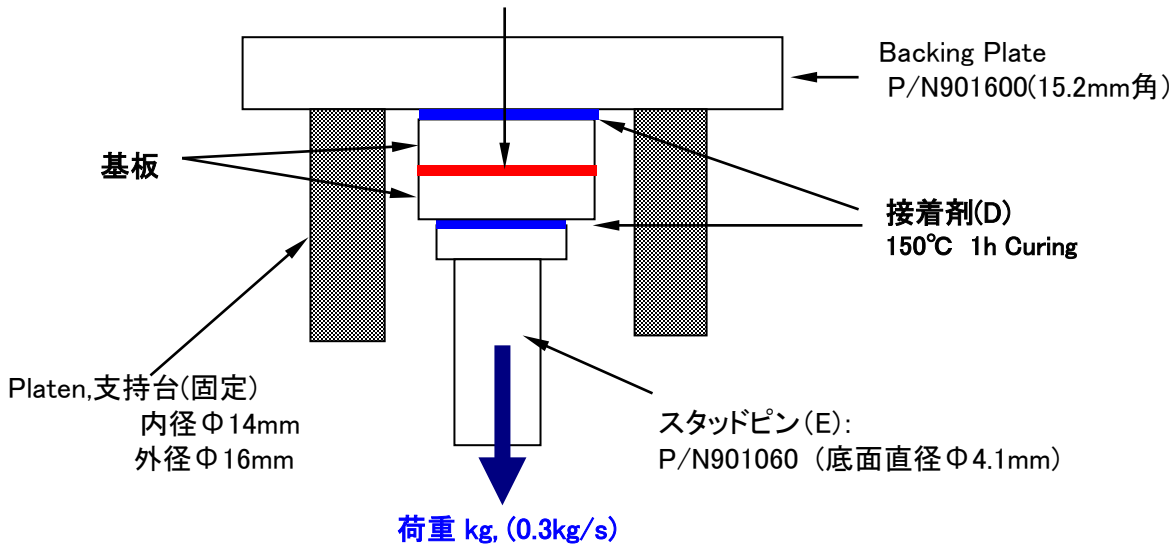 Backing Plate
P/N901600(15.2mm角)
基板
接着剤(D)
150℃ 1h Curing
Platen,支持台(固定)
内径Φ14mm
外径Φ16mm
スタッドピン(E):
P/N901060 (底面直径Φ4.1mm)
荷重 kg, (0.3kg/s)